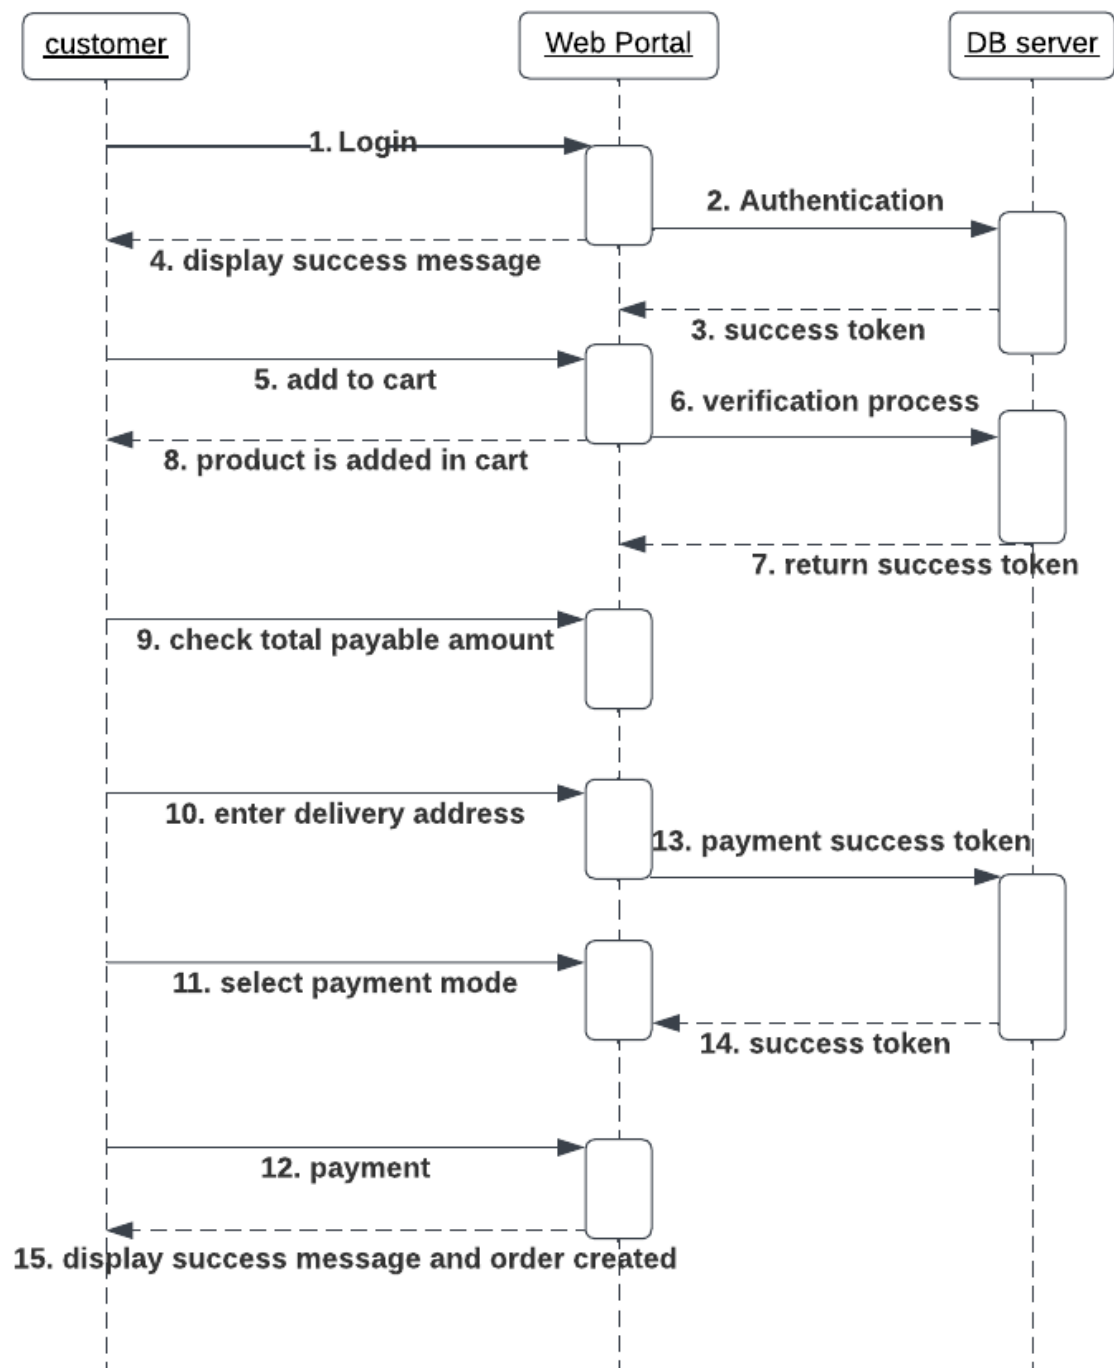 customer
Web Portal
DB server
1. Login
2. Authentication
4. display success message
3. success token
5. add to cart
6. verification process
8. product is added in cart
7. return success token
9. check total payable amount
10. enter delivery address
13. payment success token
11. select payment mode
14. success token
12. payment
15. display success message and order created